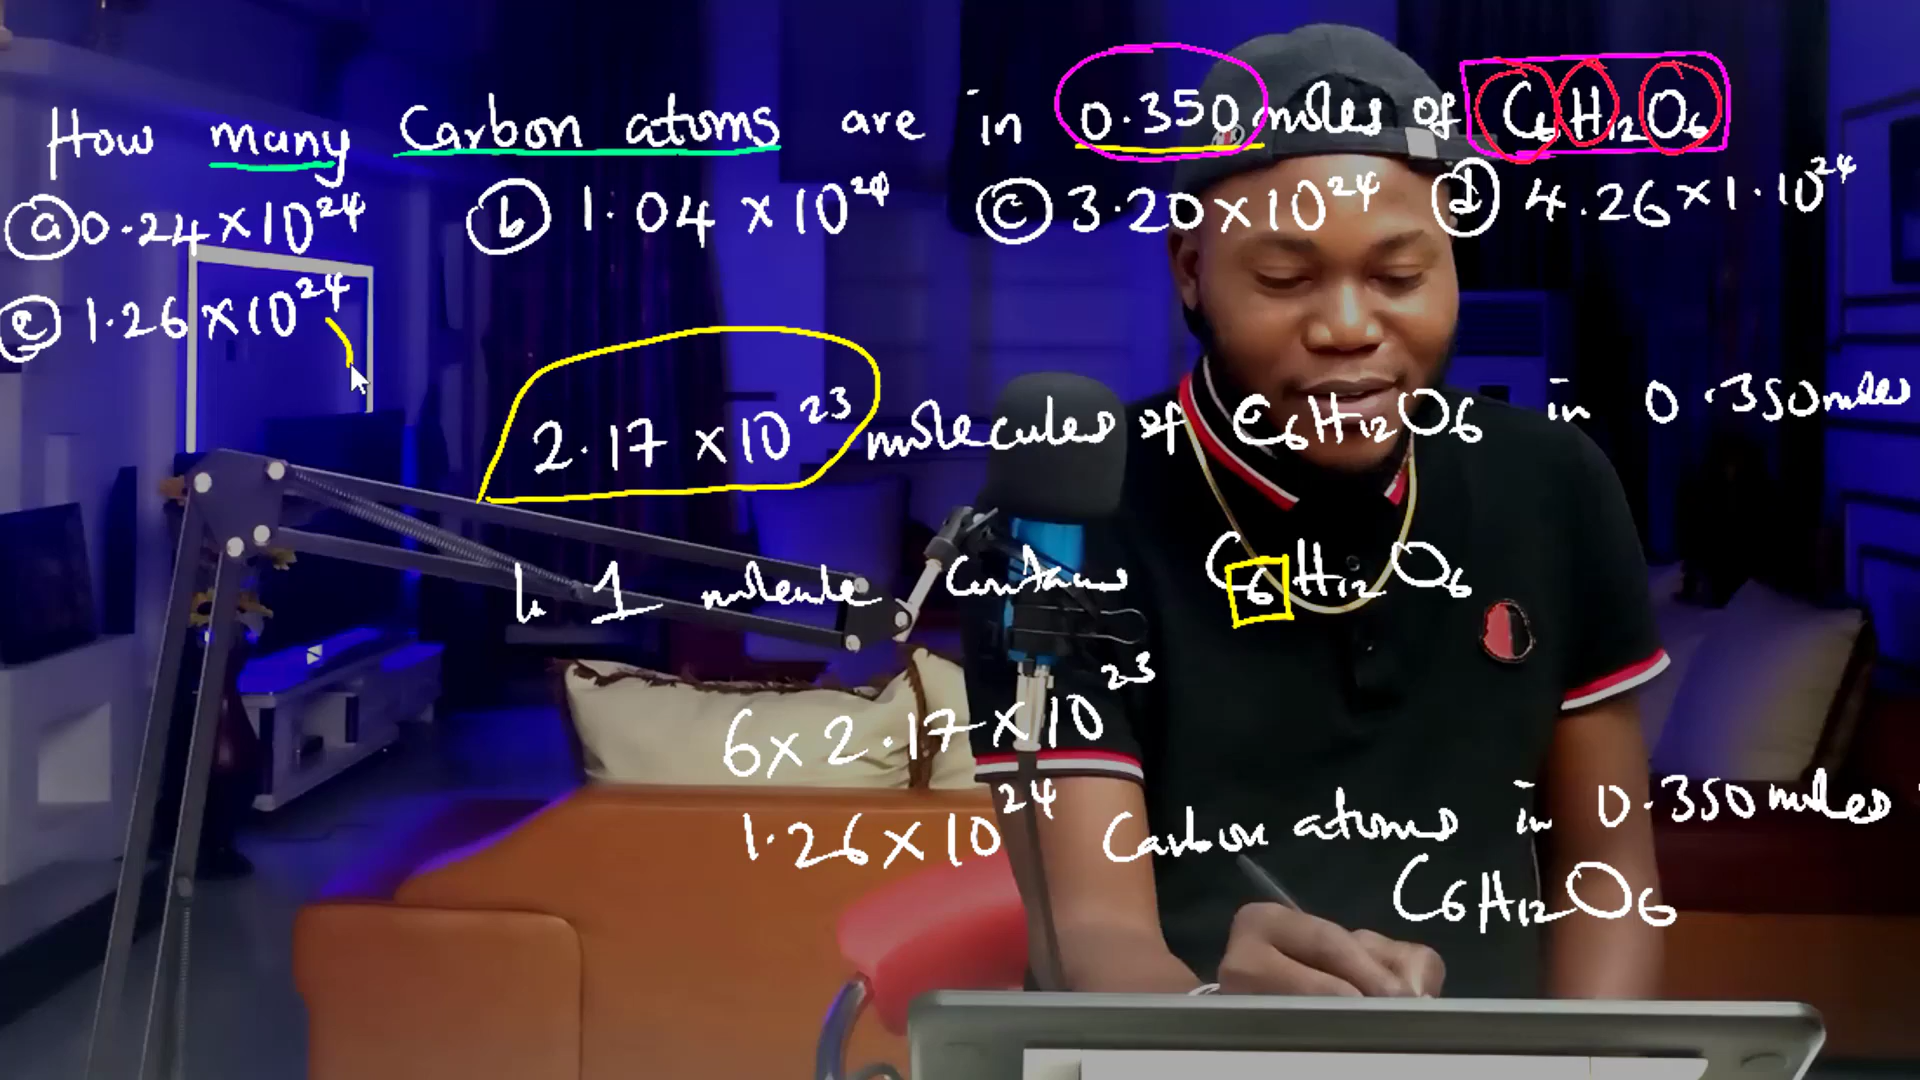 How many Carbon atoms are in 0.350 moles of C6H12O6
(a) 0.24 × 10^24 (b) 1.04 × 10^24 (c) 3.20 × 10^24 (d) 4.26 × 1.10^24
(e) 1.26 × 10^24
2.17 × 10^23 molecules of C6H12O6 in 0.350 moles
1 molecule contains C6H12O6
6 × 2.17 × 10^23
1.26 × 10^24 Carbon atoms in 0.350 moles
C6H12O6